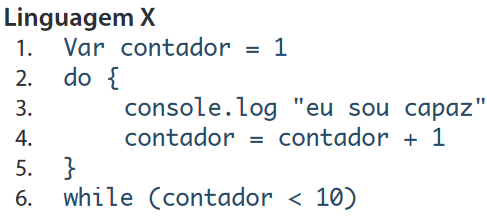 Linguagem X
1. Var contador = 1
2. do {
3. console.log "eu sou capaz"
4. contador = contador + 1
5. }
6. while (contador < 10)